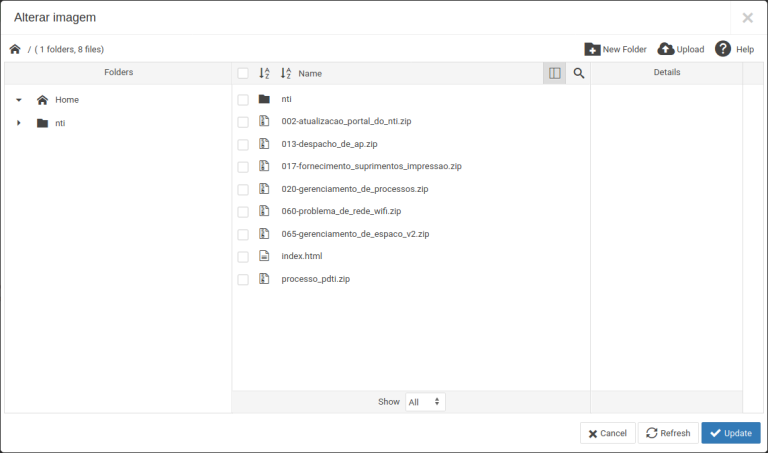 Alterar imagem
/ ( 1 folders, 8 files)
New Folder Upload Help
Folders
Name
Details
Home
nti
nti
002-atualizacao_portal_do_nti.zip
013-despacho_de_ap.zip
017-fornecimento_suprimentos_impressao.zip
020-gerenciamento_de_processos.zip
060-problema_de_rede_wifi.zip
065-gerenciamento_de_espaco_v2.zip
index.html
processo_pdti.zip
Show All
Cancel Refresh Update